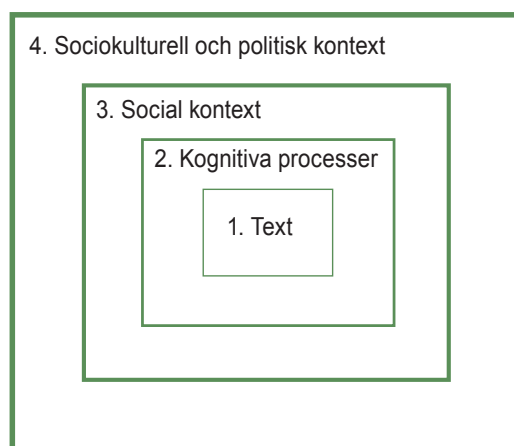 4. Sociokulturell och politisk kontext
3. Social kontext
2. Kognitiva processer
1. Text